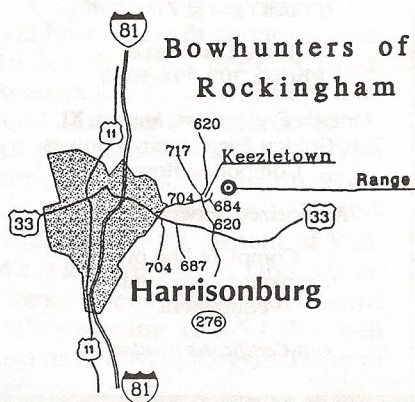 81
Bowhunters of
Rockingham
11
620
717
Keezletown
Range
704
684
33
33
620
704
687
Harrisonburg
276
11
81